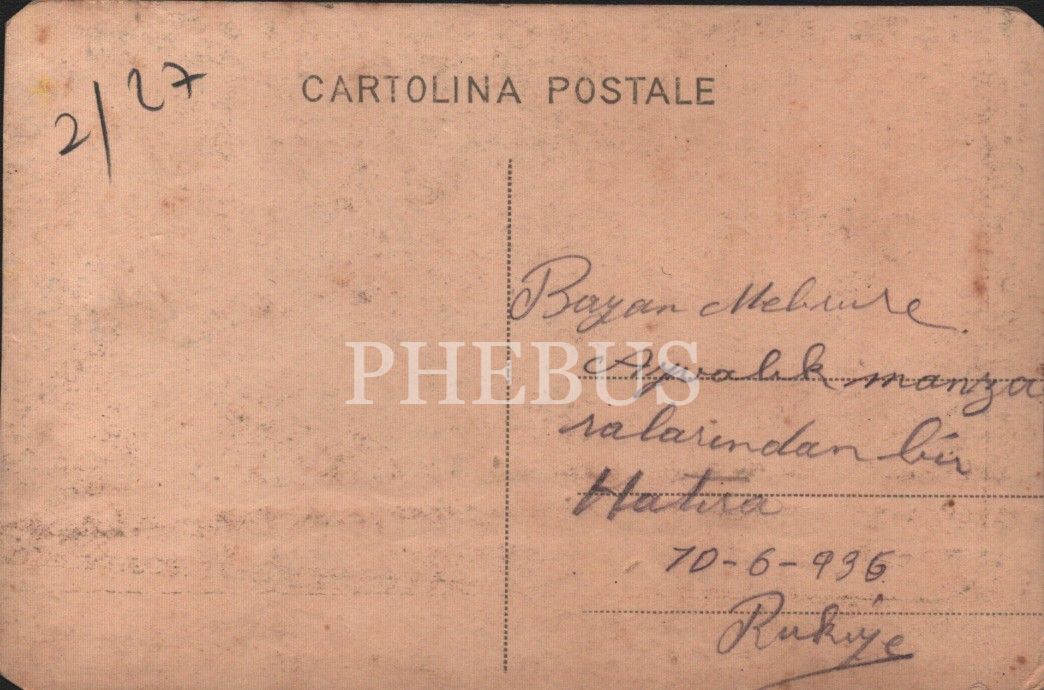 2/27
CARTOLINA POSTALE
Bayan Mebrure
PHEBUS
Ayvalık manza
ralarından bir
Hatıra
10-6-936
Rukiye